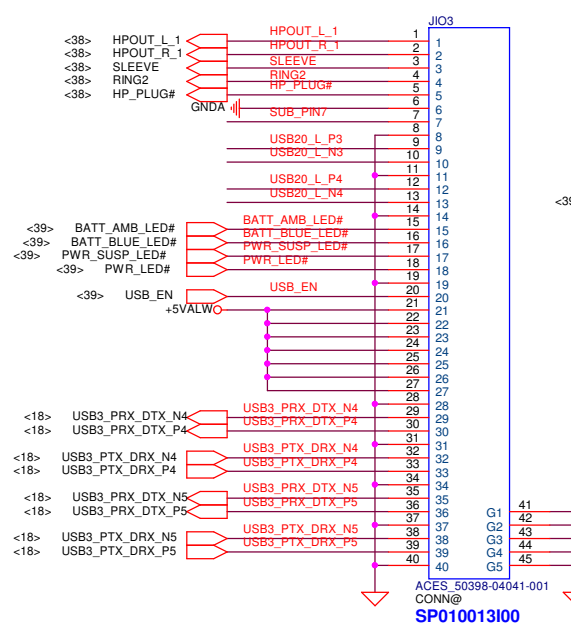 JIO3
<38> HPOUT_L_1 HPOUT_L_1 1 1
<38> HPOUT_R_1 HPOUT_R_1 2 2
<38> SLEEVE SLEEVE 3 3
<38> RING2 RING2 4 4
<38> HP_PLUG# HP_PLUG# 5 5
GNDA 6 6
SUB_PIN7 7 7
8 8
USB20_L_P3 9 9
USB20_L_N3 10 10
11 11
USB20_L_P4 12 12
USB20_L_N4 13 13
<39
14 14
<39> BATT_AMB_LED# BATT_AMB_LED# 15 15
<39> BATT_BLUE_LED# BATT_BLUE_LED# 16 16
<39> PWR_SUSP_LED# PWR_SUSP_LED# 17 17
<39> PWR_LED# PWR_LED# 18 18
19 19
<39> USB_EN USB_EN 20 20
+5VALW 21 21
22 22
23 23
24 24
25 25
26 26
27 27
28 28
<18> USB3_PRX_DTX_N4 USB3_PRX_DTX_N4 29 29
<18> USB3_PRX_DTX_P4 USB3_PRX_DTX_P4 30 30
31 31
<18> USB3_PTX_DRX_N4 USB3_PTX_DRX_N4 32 32
<18> USB3_PTX_DRX_P4 USB3_PTX_DRX_P4 33 33
34 34
<18> USB3_PRX_DTX_N5 USB3_PRX_DTX_N5 35 35
<18> USB3_PRX_DTX_P5 USB3_PRX_DTX_P5 36 36 G1 41
37 37 G2 42
<18> USB3_PTX_DRX_N5 USB3_PTX_DRX_N5 38 38 G3 43
<18> USB3_PTX_DRX_P5 USB3_PTX_DRX_P5 39 39 G4 44
40 40 G5 45
ACES_50398-04041-001
CONN@
SP010013I00